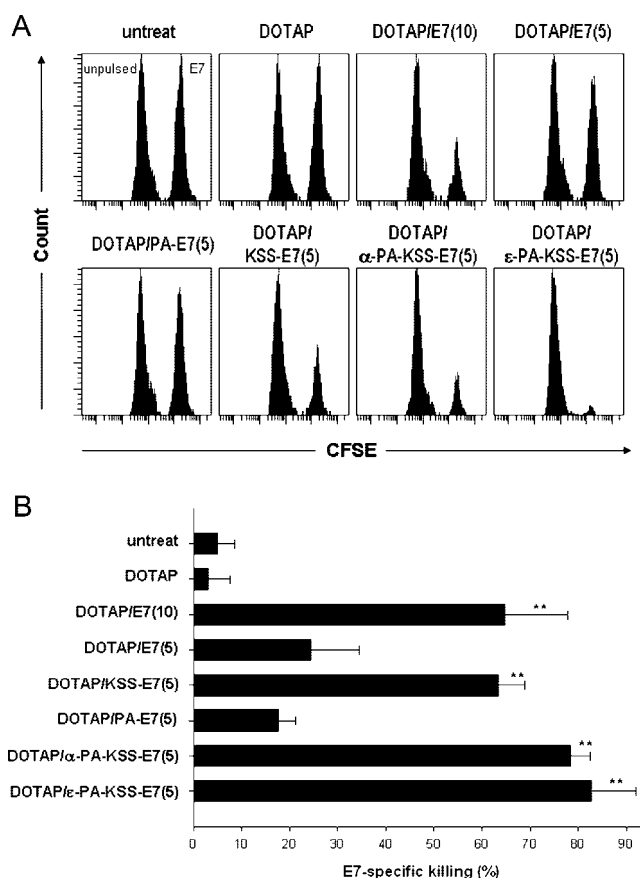 A
untreat
DOTAP
DOTAP/E7(10)
DOTAP/E7(5)
unpulsed
E7
Count
DOTAP/PA-E7(5)
DOTAP/
KSS-E7(5)
DOTAP/
α-PA-KSS-E7(5)
DOTAP/
ε-PA-KSS-E7(5)
CFSE
B
untreat
DOTAP
DOTAP/E7(10)
**
DOTAP/E7(5)
DOTAP/KSS-E7(5)
**
DOTAP/PA-E7(5)
DOTAP/α-PA-KSS-E7(5)
**
DOTAP/ε-PA-KSS-E7(5)
**
0 10 20 30 40 50 60 70 80 90
E7-specific killing (%)